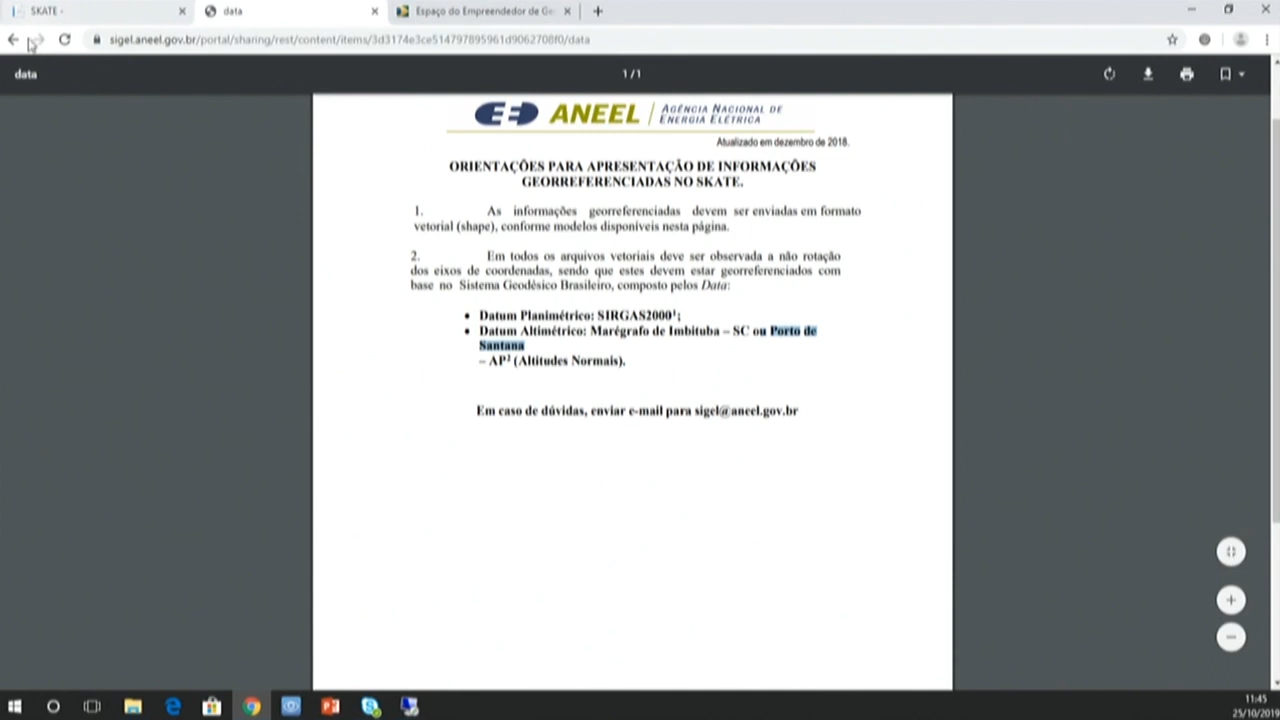 SKATE -
data
Espaço do Empreendedor de Ge
sigel.aneel.gov.br/portal/sharing/rest/content/items/3d3174e3ce514797895961d9062708f0/data
data
1/1
ANEEL
AGÊNCIA NACIONAL DE
ENERGIA ELÉTRICA
Atualizado em dezembro de 2018.
ORIENTAÇÕES PARA APRESENTAÇÃO DE INFORMAÇÕES
GEORREFERENCIADAS NO SKATE.
1. As informações georreferenciadas devem ser enviadas em formato
vetorial (shape), conforme modelos disponíveis nesta página.
2. Em todos os arquivos vetoriais deve ser observada a não rotação
dos eixos de coordenadas, sendo que estes devem estar georreferenciados com
base no Sistema Geodésico Brasileiro, composto pelos Data:
• Datum Planimétrico: SIRGAS2000¹;
• Datum Altimétrico: Marégrafo de Imbituba – SC ou Porto de
Santana
– AP² (Altitudes Normais).
Em caso de dúvidas, enviar e-mail para sigel@aneel.gov.br
11:45
25/10/2019